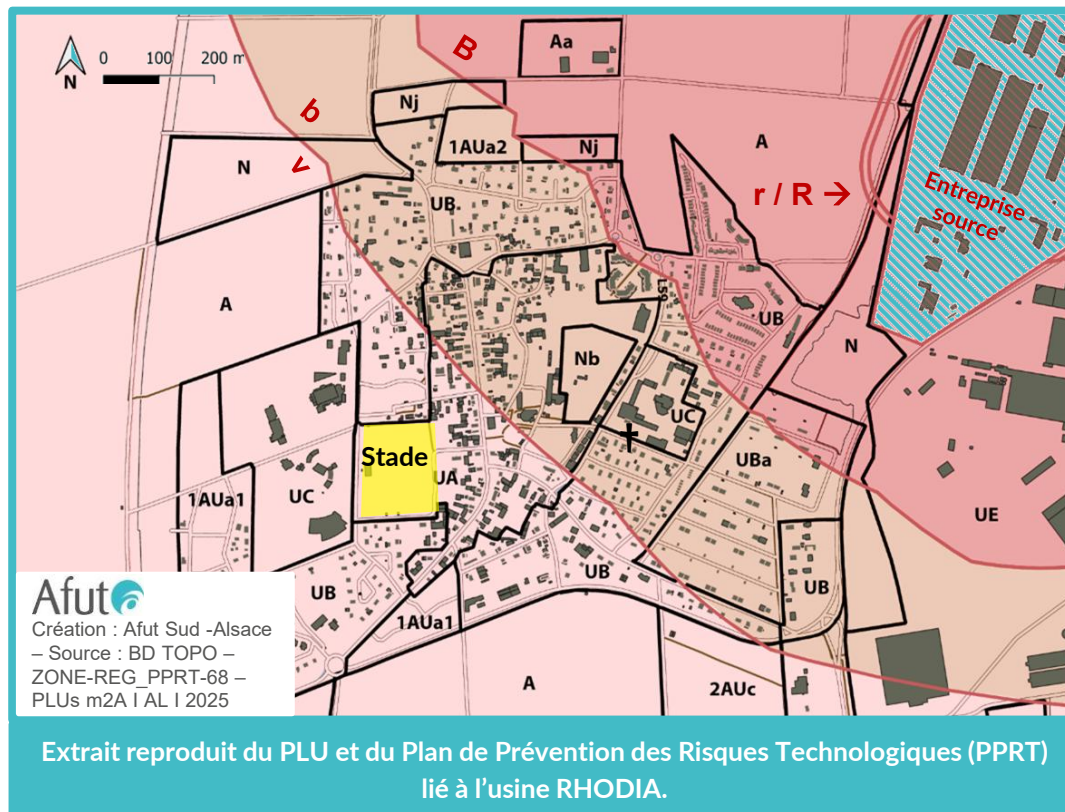 0 100 200 m
N
B
Aa
b
Nj
v
1AUa2
Nj
A
N
r / R →
Entreprise
source
UB
A
L59
UB
N
Nb
UC
Stade
UBa
UA
1AUa1
UC
UE
UB
UB
UB
1AUa1
A
2AUc
Afut
Création : Afut Sud -Alsace
– Source : BD TOPO –
ZONE-REG_PPRT-68 –
PLUs m2A I AL I 2025
Extrait reproduit du PLU et du Plan de Prévention des Risques Technologiques (PPRT)
lié à l’usine RHODIA.